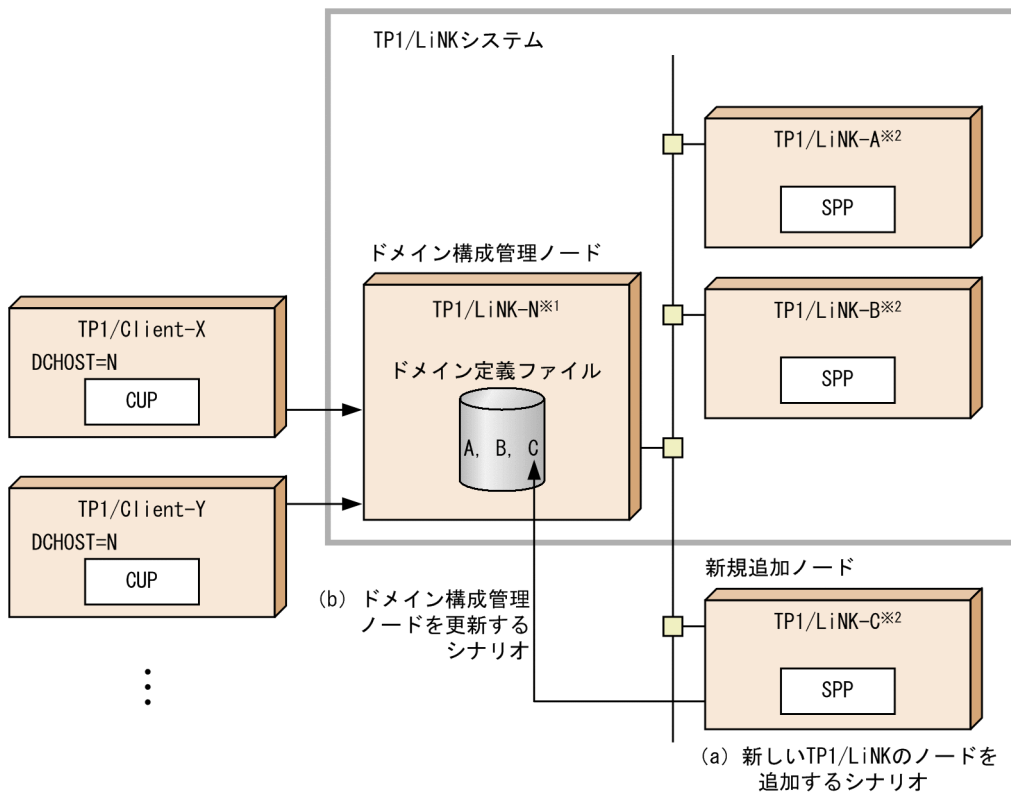 TP1/LiNKシステム
TP1/LiNK-A※2
SPP
ドメイン構成管理ノード
TP1/LiNK-N※1
ドメイン定義ファイル
A, B, C
TP1/LiNK-B※2
SPP
TP1/Client-X
DCHOST=N
CUP
TP1/Client-Y
DCHOST=N
CUP
⋮
新規追加ノード
TP1/LiNK-C※2
SPP
(b) ドメイン構成管理
ノードを更新する
シナリオ
(a) 新しいTP1/LiNKのノードを
追加するシナリオ